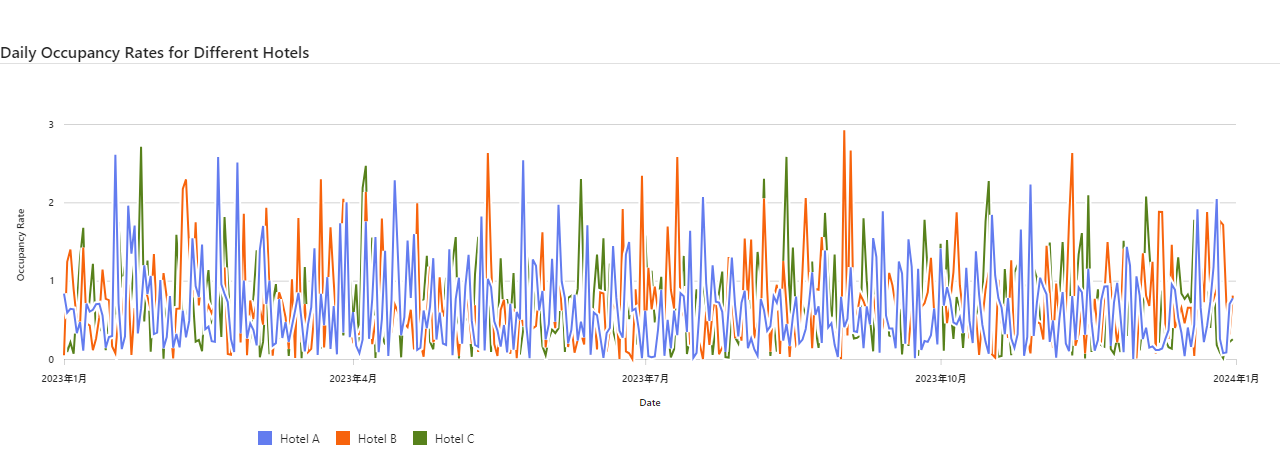 Daily Occupancy Rates for Different Hotels
3
2
1
0
Occupancy Rate
2023年1月
2023年4月
2023年7月
2023年10月
2024年1月
Date
Hotel A
Hotel B
Hotel C